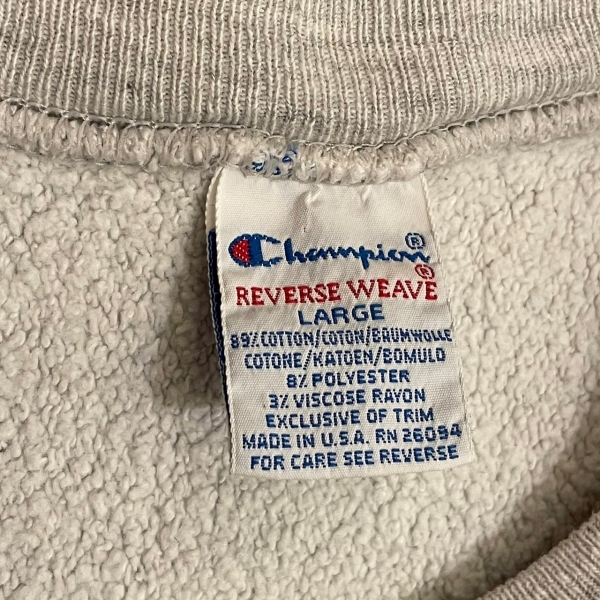 Champion®
®
REVERSE WEAVE
LARGE
89% COTTON/COTON/BAUMWOLLE
COTONE/KATOEN/BOMULD
8% POLYESTER
3% VISCOSE RAYON
EXCLUSIVE OF TRIM
MADE IN U.S.A. RN 26094
FOR CARE SEE REVERSE